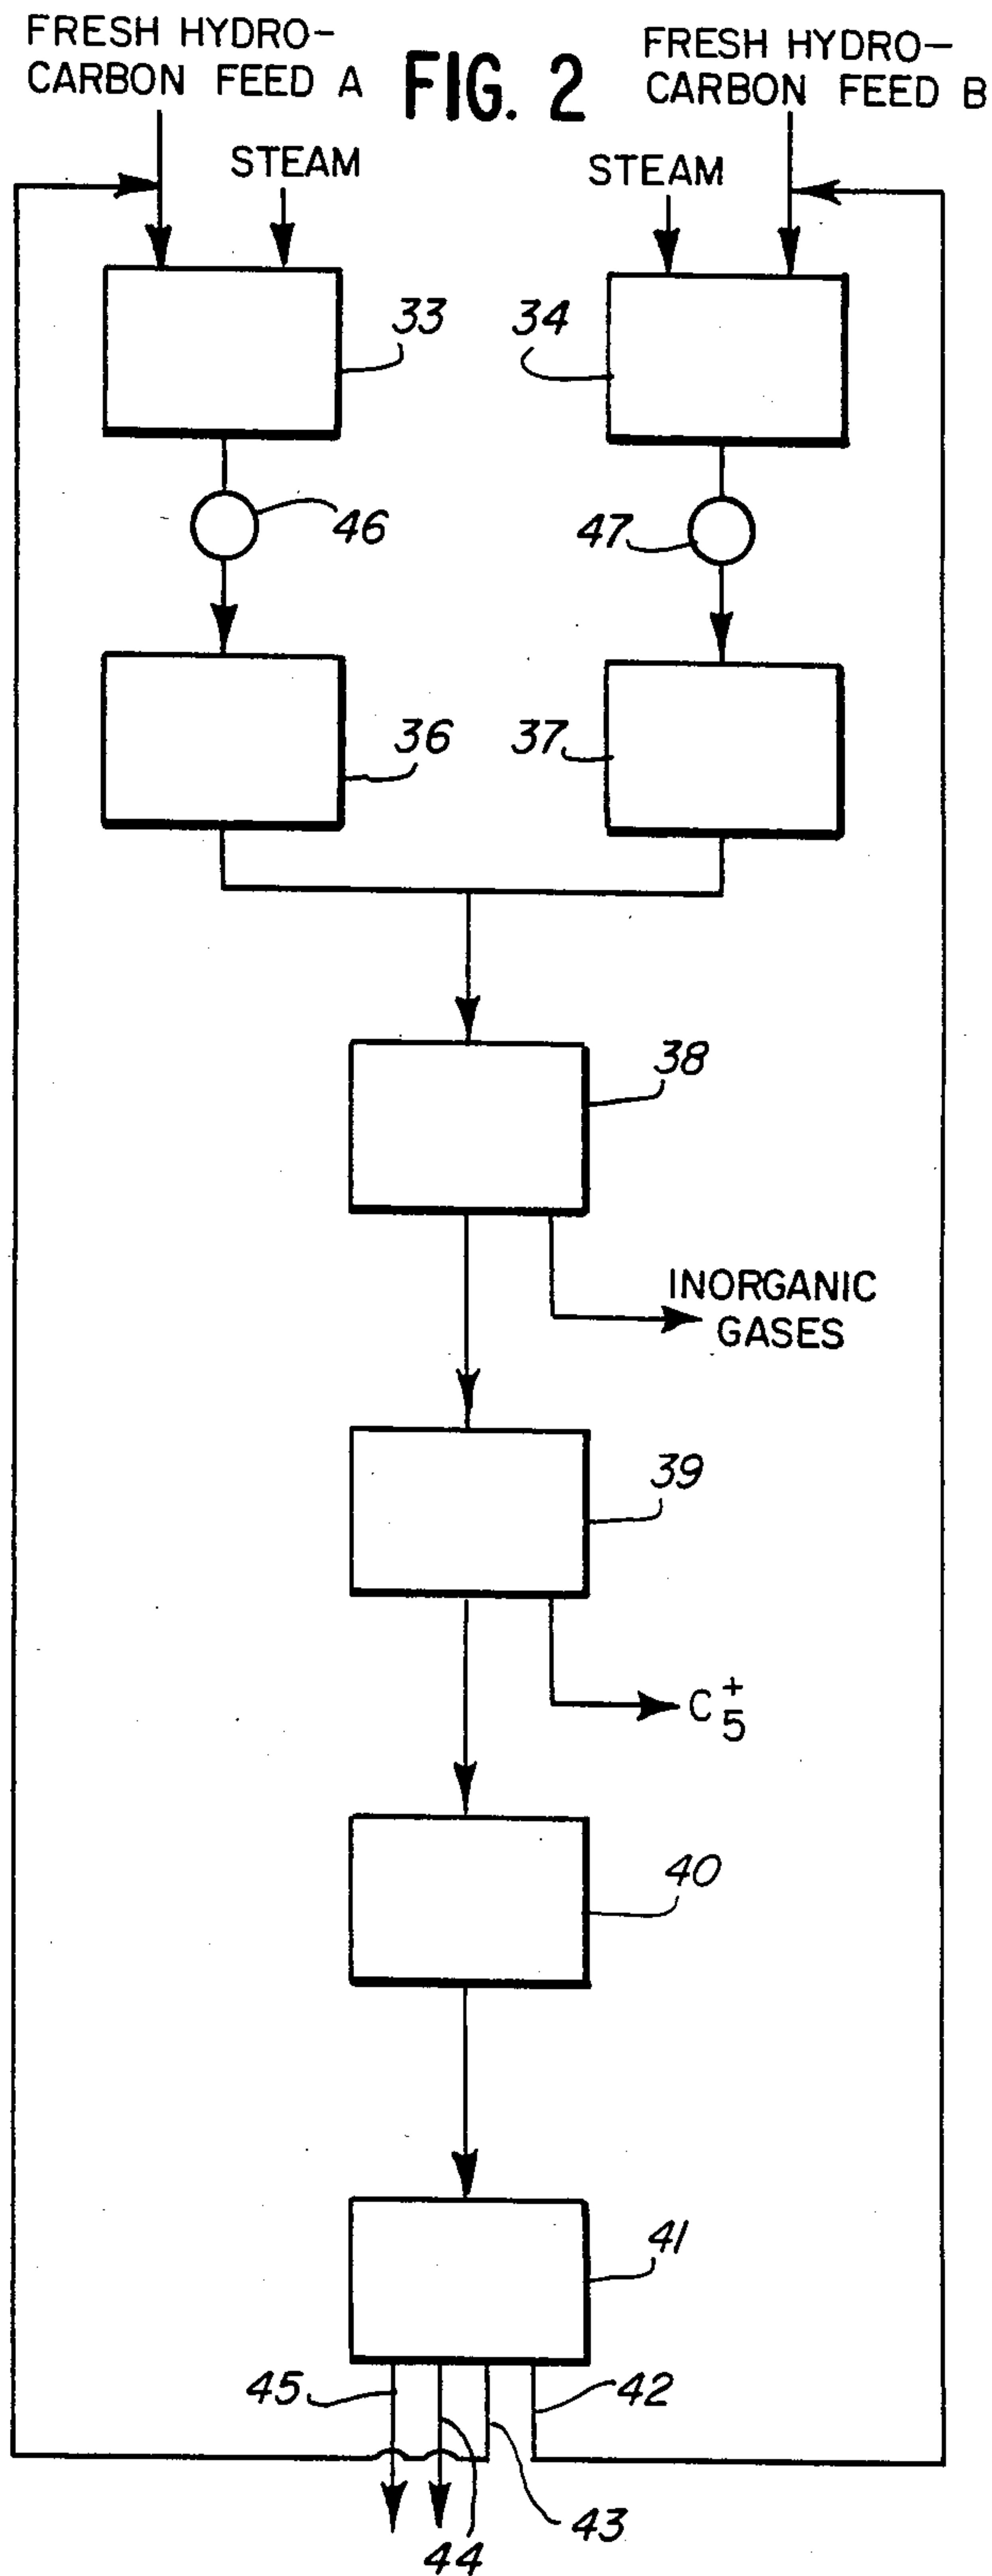 FRESH HYDRO-
CARBON FEED A
FIG. 2
FRESH HYDRO-
CARBON FEED B
STEAM
STEAM
33
34
46
47
36
37
38
INORGANIC
GASES
39
C5+
40
41
45
42
43
44